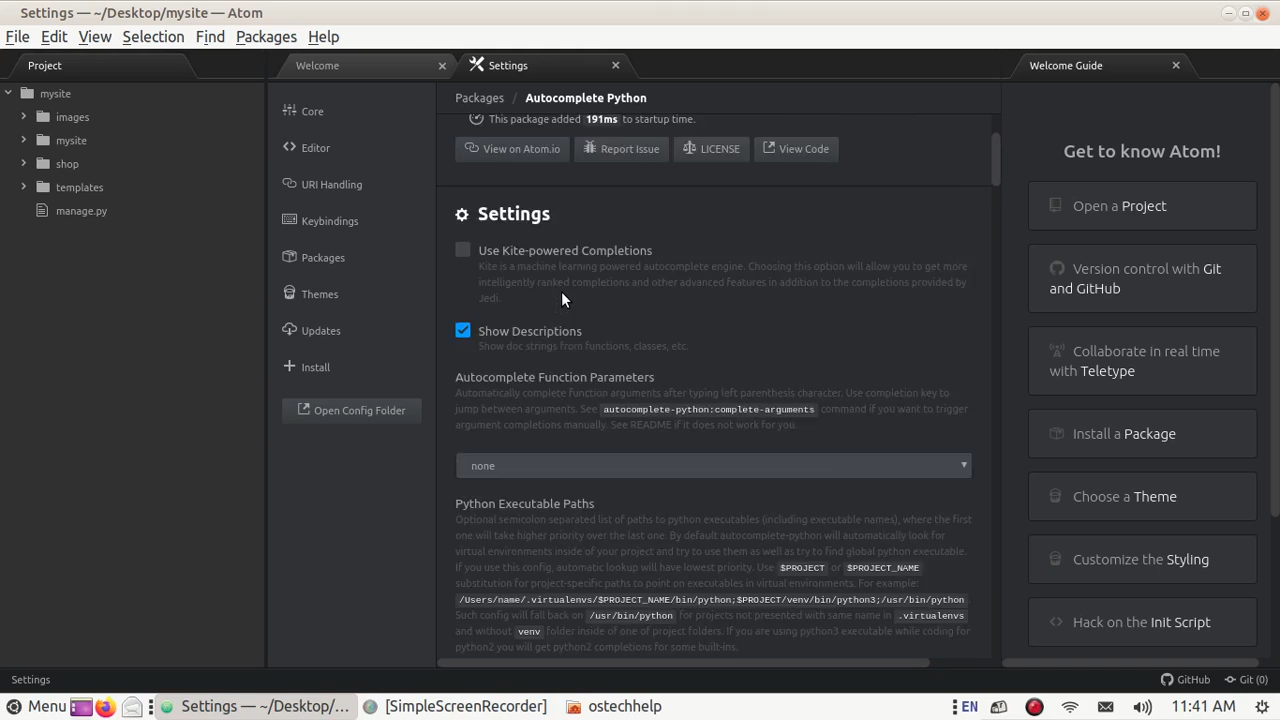 Settings — ~/Desktop/mysite — Atom
File Edit View Selection Find Packages Help
Project
mysite
images
mysite
shop
templates
manage.py
Welcome
Settings
Welcome Guide
Core
Editor
URI Handling
Keybindings
Packages
Themes
Updates
Install
Open Config Folder
Packages / Autocomplete Python
This package added 191ms to startup time.
View on Atom.io
Report Issue
LICENSE
View Code
Settings
Use Kite-powered Completions
Kite is a machine learning powered autocomplete engine. Choosing this option will allow you to get more
intelligently ranked completions and other advanced features in addition to the completions provided by
Jedi.
Show Descriptions
Show doc strings from functions, classes, etc.
Autocomplete Function Parameters
Automatically complete function arguments after typing left parenthesis character. Use completion key to
jump between arguments. See autocomplete-python:complete-arguments command if you want to trigger
argument completions manually. See README if it does not work for you.
none
Python Executable Paths
Optional semicolon separated list of paths to python executables (including executable names), where the first
one will take higher priority over the last one. By default autocomplete-python will automatically look for
virtual environments inside of your project and try to use them as well as try to find global python executable.
If you use this config, automatic lookup will have lowest priority. Use $PROJECT or $PROJECT_NAME
substitution for project-specific paths to point on executables in virtual environments. For example:
/Users/name/.virtualenvs/$PROJECT_NAME/bin/python;$PROJECT/venv/bin/python3;/usr/bin/python
Such config will fall back on /usr/bin/python for projects not presented with same name in .virtualenvs
and without venv folder inside of one of project folders. If you are using python3 executable while coding for
python2 you will get python2 completions for some built-ins.
Get to know Atom!
Open a Project
Version control with Git
and GitHub
Collaborate in real time
with Teletype
Install a Package
Choose a Theme
Customize the Styling
Hack on the Init Script
Settings
GitHub
Git (0)
Menu
Settings — ~/Desktop/...
[SimpleScreenRecorder]
ostechhelp
EN
11:41 AM